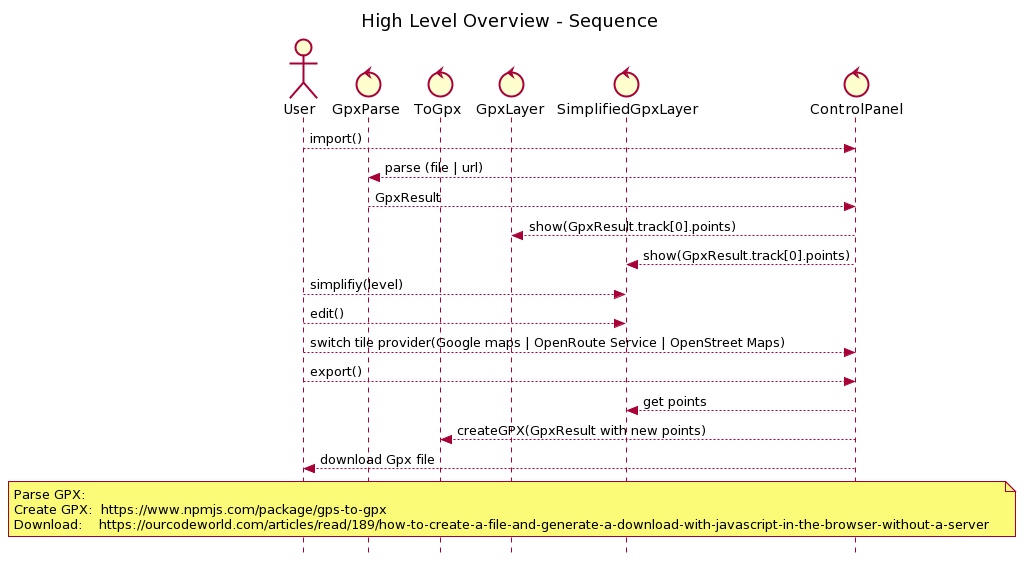 High Level Overview - Sequence
User GpxParse ToGpx GpxLayer SimplifiedGpxLayer ControlPanel
import()
parse (file | url)
GpxResult
show(GpxResult.track[0].points)
show(GpxResult.track[0].points)
simplifiy(level)
edit()
switch tile provider(Google maps | OpenRoute Service | OpenStreet Maps)
export()
get points
createGPX(GpxResult with new points)
download Gpx file
Parse GPX:
Create GPX: https://www.npmjs.com/package/gps-to-gpx
Download: https://ourcodeworld.com/articles/read/189/how-to-create-a-file-and-generate-a-download-with-javascript-in-the-browser-without-a-server